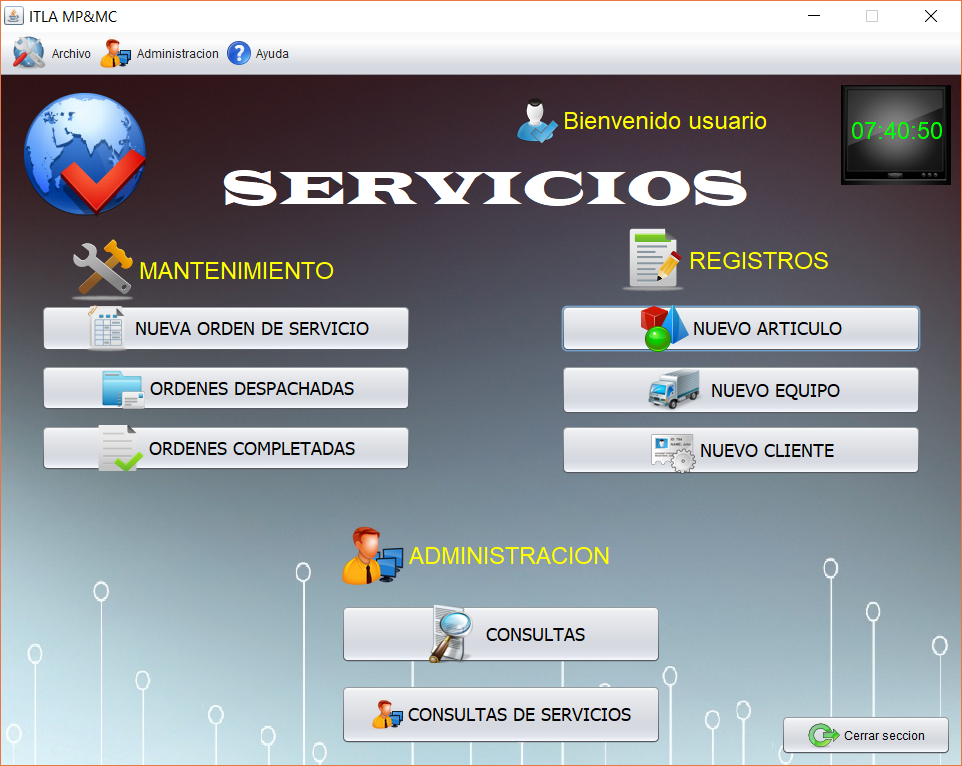 ITLA MP&MC
Archivo Administracion Ayuda
Bienvenido usuario
07:40:50
SERVICIOS
MANTENIMIENTO
NUEVA ORDEN DE SERVICIO
ORDENES DESPACHADAS
ORDENES COMPLETADAS
REGISTROS
NUEVO ARTICULO
NUEVO EQUIPO
NUEVO CLIENTE
ADMINISTRACION
CONSULTAS
CONSULTAS DE SERVICIOS
Cerrar seccion